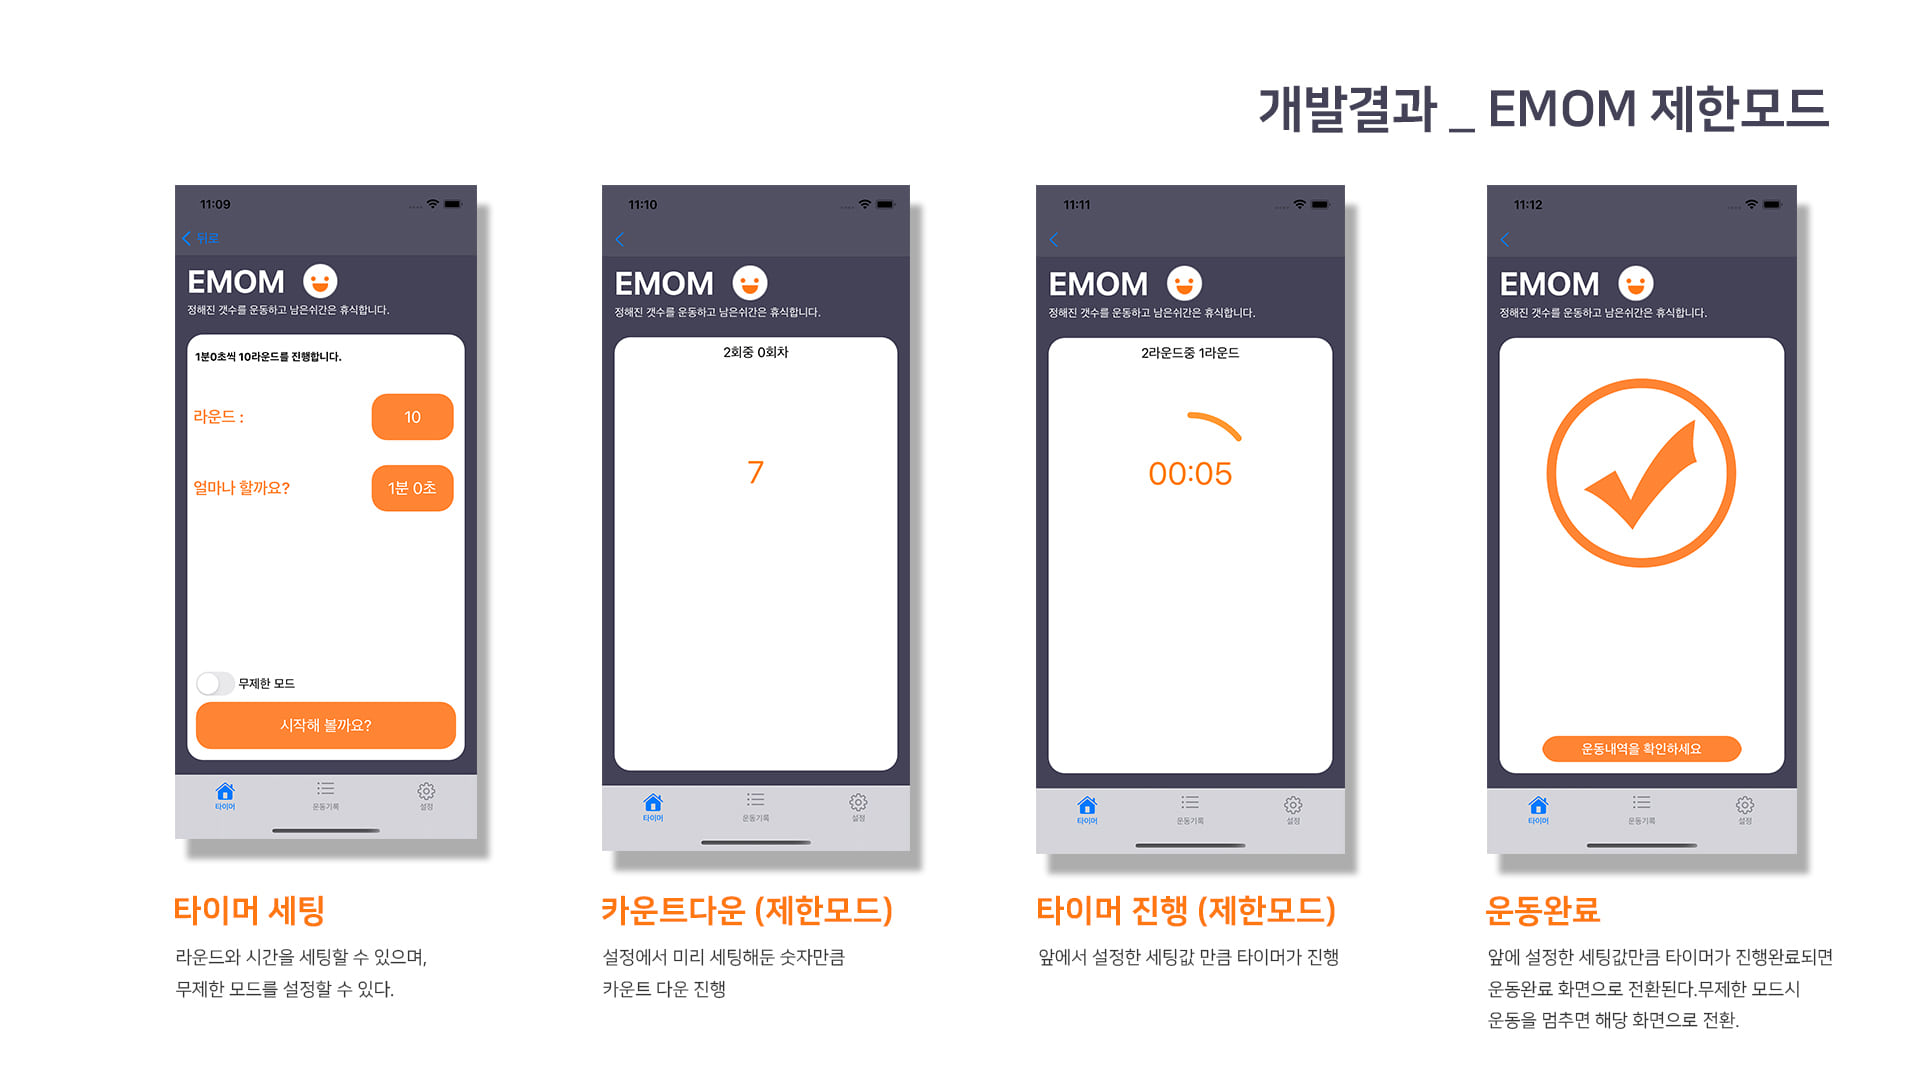 개발결과 _ EMOM 제한모드
11:09
뒤로
EMOM
정해진 갯수를 운동하고 남은쉬간은 휴식합니다.
1분0초씩 10라운드를 진행합니다.
라운드 :
10
얼마나 할까요?
1분 0초
무제한 모드
시작해 볼까요?
타이머
운동기록
설정
타이머 세팅
라운드와 시간을 세팅할 수 있으며,
무제한 모드를 설정할 수 있다.
11:10
EMOM
정해진 갯수를 운동하고 남은쉬간은 휴식합니다.
2회중 0회차
7
타이머
운동기록
설정
카운트다운 (제한모드)
설정에서 미리 세팅해둔 숫자만큼
카운트 다운 진행
11:11
EMOM
정해진 갯수를 운동하고 남은쉬간은 휴식합니다.
2라운드중 1라운드
00:05
타이머
운동기록
설정
타이머 진행 (제한모드)
앞에서 설정한 세팅값 만큼 타이머가 진행
11:12
EMOM
정해진 갯수를 운동하고 남은쉬간은 휴식합니다.
운동내역을 확인하세요
타이머
운동기록
설정
운동완료
앞에 설정한 세팅값만큼 타이머가 진행완료되면
운동완료 화면으로 전환된다.무제한 모드시
운동을 멈추면 해당 화면으로 전환.